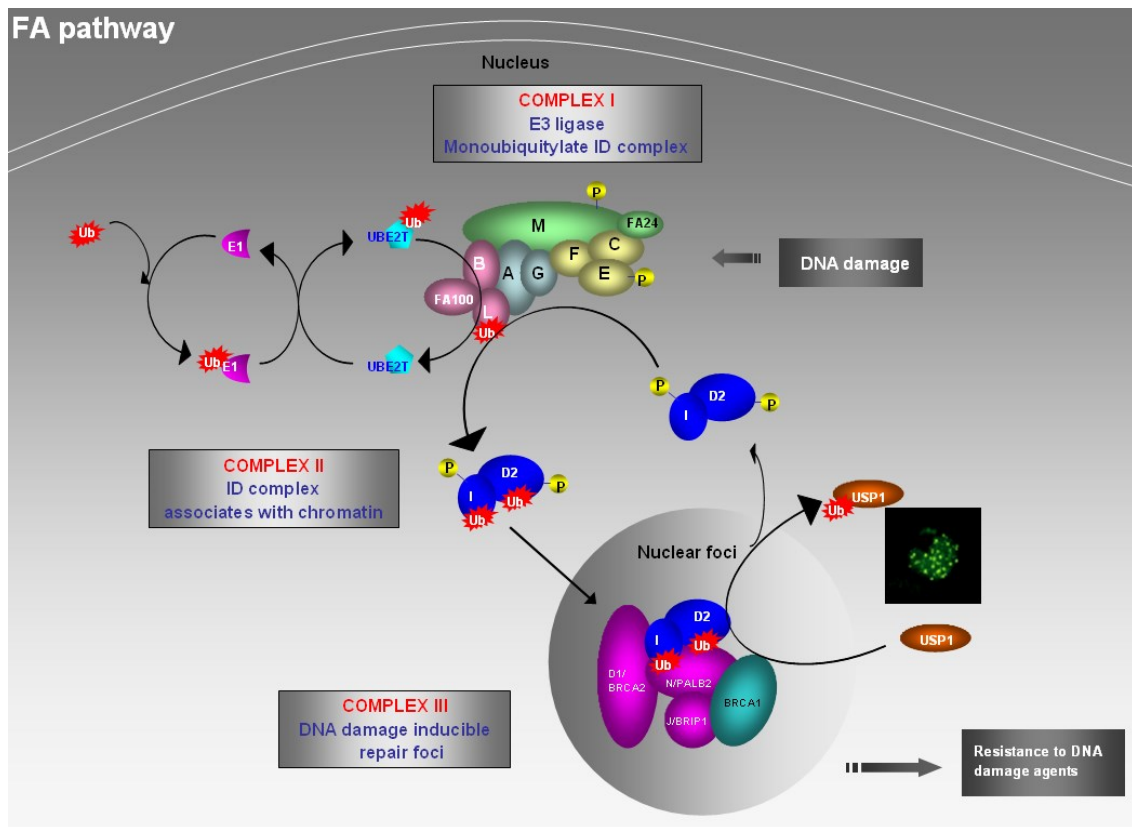 FA pathway
Nucleus
COMPLEX I
E3 ligase
Monoubiquitylate ID complex
P
Ub
Ub
E1
UBE2T
M
FA24
B
A
G
F
C
E
P
FA100
L
Ub
DNA damage
Ub
E1
UBE2T
P
I
D2
P
COMPLEX II
ID complex
associates with chromatin
P
I
D2
P
Ub
Ub
USP1
Ub
Nuclear foci
I
D2
Ub
Ub
USP1
D1/
BRCA2
N/PALB2
BRCA1
J/BRIP1
COMPLEX III
DNA damage inducible
repair foci
Resistance to DNA
damage agents